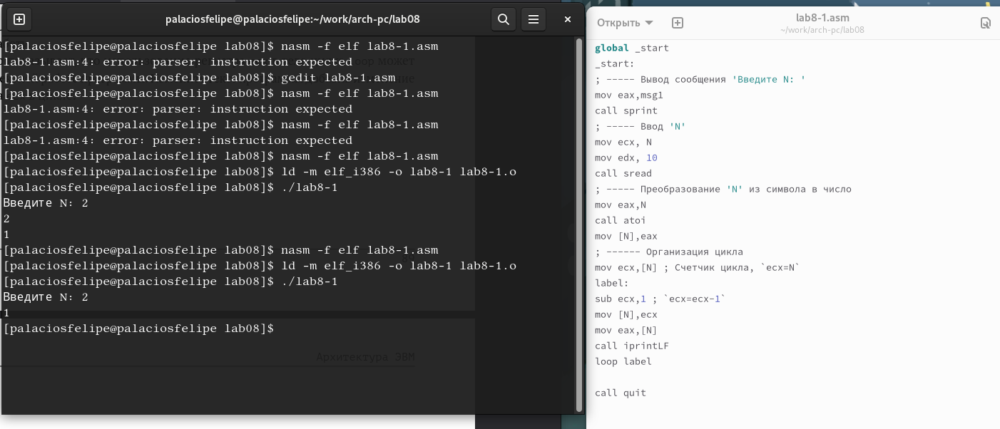 palaciosfelipe@palaciosfelipe:~/work/arch-pc/lab08
[palaciosfelipe@palaciosfelipe lab08]$ nasm -f elf lab8-1.asm
lab8-1.asm:4: error: parser: instruction expected
[palaciosfelipe@palaciosfelipe lab08]$ gedit lab8-1.asm
[palaciosfelipe@palaciosfelipe lab08]$ nasm -f elf lab8-1.asm
lab8-1.asm:4: error: parser: instruction expected
[palaciosfelipe@palaciosfelipe lab08]$ nasm -f elf lab8-1.asm
lab8-1.asm:4: error: parser: instruction expected
[palaciosfelipe@palaciosfelipe lab08]$ nasm -f elf lab8-1.asm
[palaciosfelipe@palaciosfelipe lab08]$ ld -m elf_i386 -o lab8-1 lab8-1.o
[palaciosfelipe@palaciosfelipe lab08]$ ./lab8-1
Введите N: 2
2
1
[palaciosfelipe@palaciosfelipe lab08]$ nasm -f elf lab8-1.asm
[palaciosfelipe@palaciosfelipe lab08]$ ld -m elf_i386 -o lab8-1 lab8-1.o
[palaciosfelipe@palaciosfelipe lab08]$ ./lab8-1
Введите N: 2
1
[palaciosfelipe@palaciosfelipe lab08]$
может
Архитектура ЭВМ
Открыть
lab8-1.asm
~/work/arch-pc/lab08
global _start
_start:
; ----- Вывод сообщения 'Введите N: '
mov eax,msg1
call sprint
; ----- Ввод 'N'
mov ecx, N
mov edx, 10
call sread
; ----- Преобразование 'N' из символа в число
mov eax,N
call atoi
mov [N],eax
; ------ Организация цикла
mov ecx,[N] ; Счетчик цикла, `ecx=N`
label:
sub ecx,1 ; `ecx=ecx-1`
mov [N],ecx
mov eax,[N]
call iprintLF
loop label
call quit